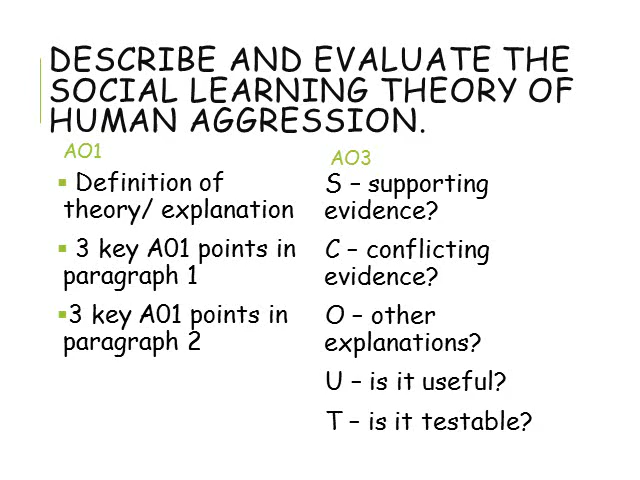 DESCRIBE AND EVALUATE THE
SOCIAL LEARNING THEORY OF
HUMAN AGGRESSION.
AO1
▪ Definition of
theory/ explanation
▪ 3 key A01 points in
paragraph 1
▪3 key A01 points in
paragraph 2
AO3
S – supporting
evidence?
C – conflicting
evidence?
O – other
explanations?
U – is it useful?
T – is it testable?